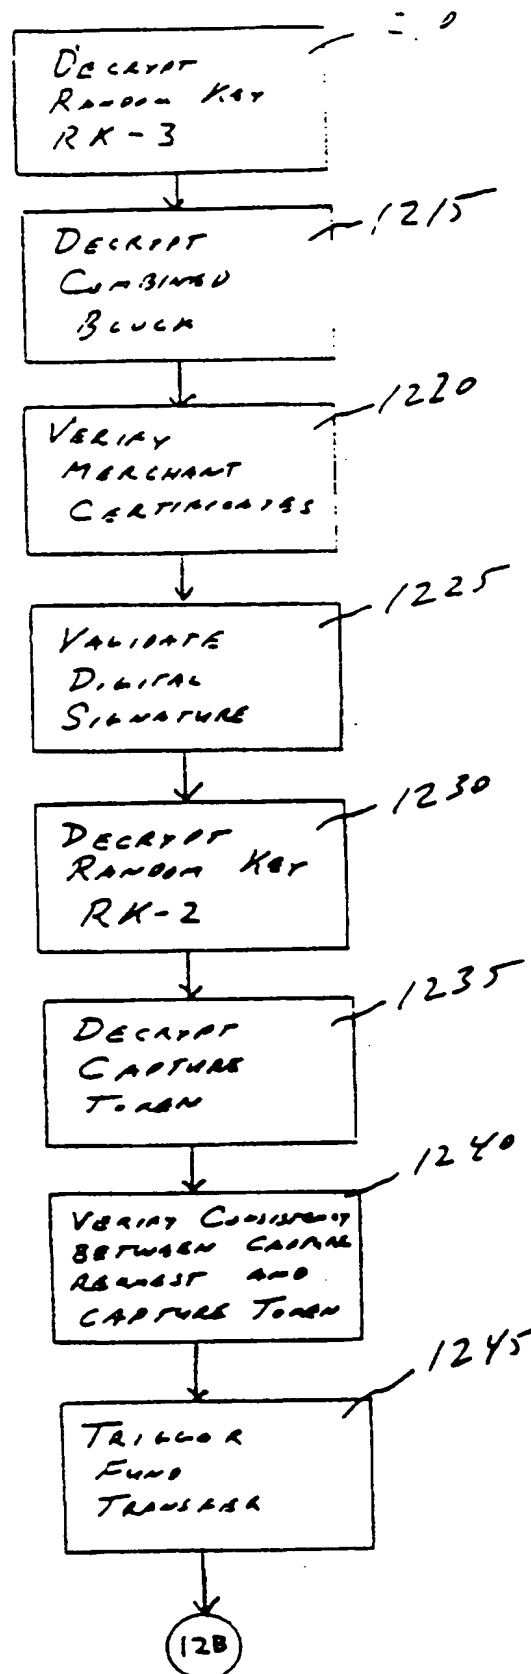 DECRYPT
RANDOM KEY
RK-3
DECRYPT
COMBINED
BLOCK
1215
VERIFY
MERCHANT
CERTIFICATES
1220
VALIDATE
DIGITAL
SIGNATURE
1225
DECRYPT
RANDOM KEY
RK-2
1230
DECRYPT
CAPTURE
TOKEN
1235
VERIFY CONSISTENCY
BETWEEN CAPTURE
REQUEST AND
CAPTURE TOKEN
1240
TRIGGER
FUND
TRANSFER
1245
12B